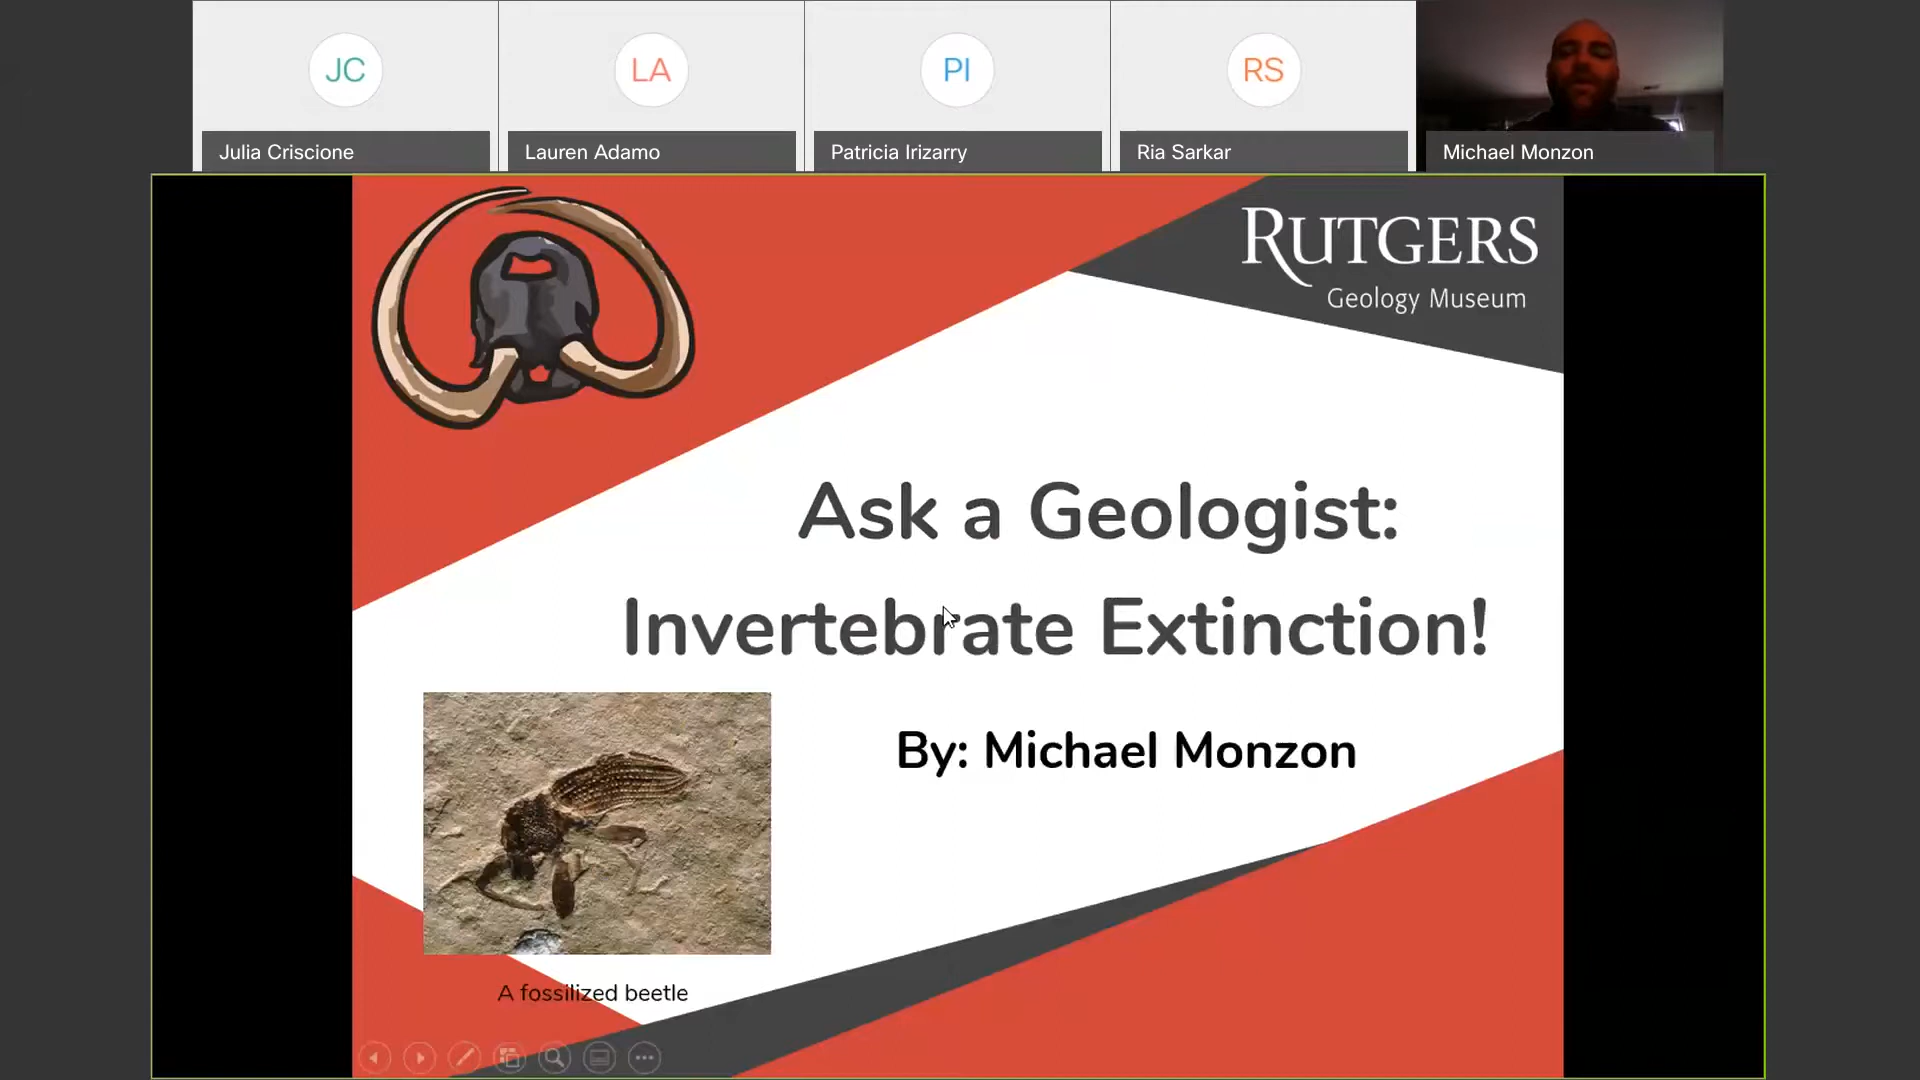 JC
LA
PI
RS
Julia Criscione
Lauren Adamo
Patricia Irizarry
Ria Sarkar
Michael Monzon
RUTGERS
Geology Museum
Ask a Geologist:
Invertebrate Extinction!
By: Michael Monzon
A fossilized beetle